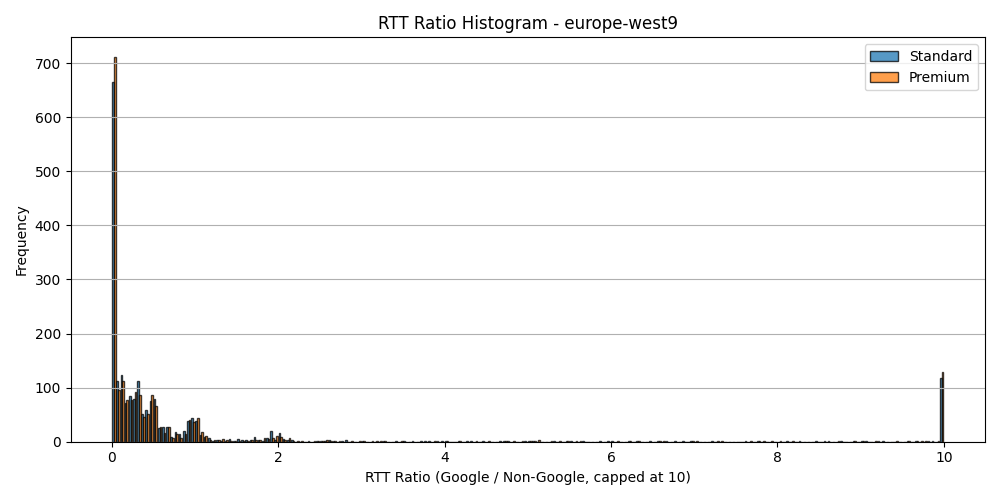 RTT Ratio Histogram - europe-west9
Standard
Premium
Frequency
700
600
500
400
300
200
100
0
0 2 4 6 8 10
RTT Ratio (Google / Non-Google, capped at 10)